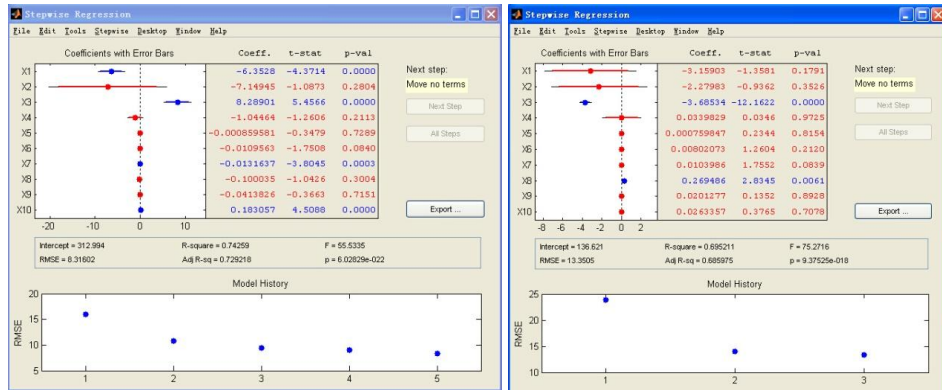 Stepwise Regression
File Edit Tools Stepwise Desktop Window Help
Coefficients with Error Bars Coeff. t-stat p-val
X1 -6.3528 -4.3714 0.0000
X2 -7.14945 -1.0873 0.2804
X3 8.28901 5.4566 0.0000
X4 -1.04464 -1.2606 0.2113
X5 -0.000859581 -0.3479 0.7289
X6 -0.0109563 -1.7508 0.0840
X7 -0.0131637 -3.8045 0.0003
X8 -0.100035 -1.0426 0.3004
X9 -0.0413826 -0.3663 0.7151
X10 0.183057 4.5088 0.0000
-20 -10 0 10
Next step:
Move no terms
Next Step
All Steps
Export ...
Intercept = 312.994 R-square = 0.74259 F = 55.5335
RMSE = 8.31602 Adj R-sq = 0.729218 p = 6.02829e-022
Model History
RMSE
20
15
10
5
1 2 3 4 5
Stepwise Regression
File Edit Tools Stepwise Desktop Window Help
Coefficients with Error Bars Coeff. t-stat p-val
X1 -3.15903 -1.3581 0.1791
X2 -2.27983 -0.9362 0.3526
X3 -3.68534 -12.1622 0.0000
X4 0.0339829 0.0346 0.9725
X5 0.000759847 0.2344 0.8154
X6 0.00802073 1.2604 0.2120
X7 0.0103986 1.7552 0.0839
X8 0.269486 2.8345 0.0061
X9 0.0201277 0.1352 0.8928
X10 0.0263357 0.3765 0.7078
-8 -6 -4 -2 0 2
Next step:
Move no terms
Next Step
All Steps
Export ...
Intercept = 136.621 R-square = 0.695211 F = 75.2716
RMSE = 13.3505 Adj R-sq = 0.685975 p = 9.37525e-018
Model History
RMSE
25
20
15
10
1 2 3